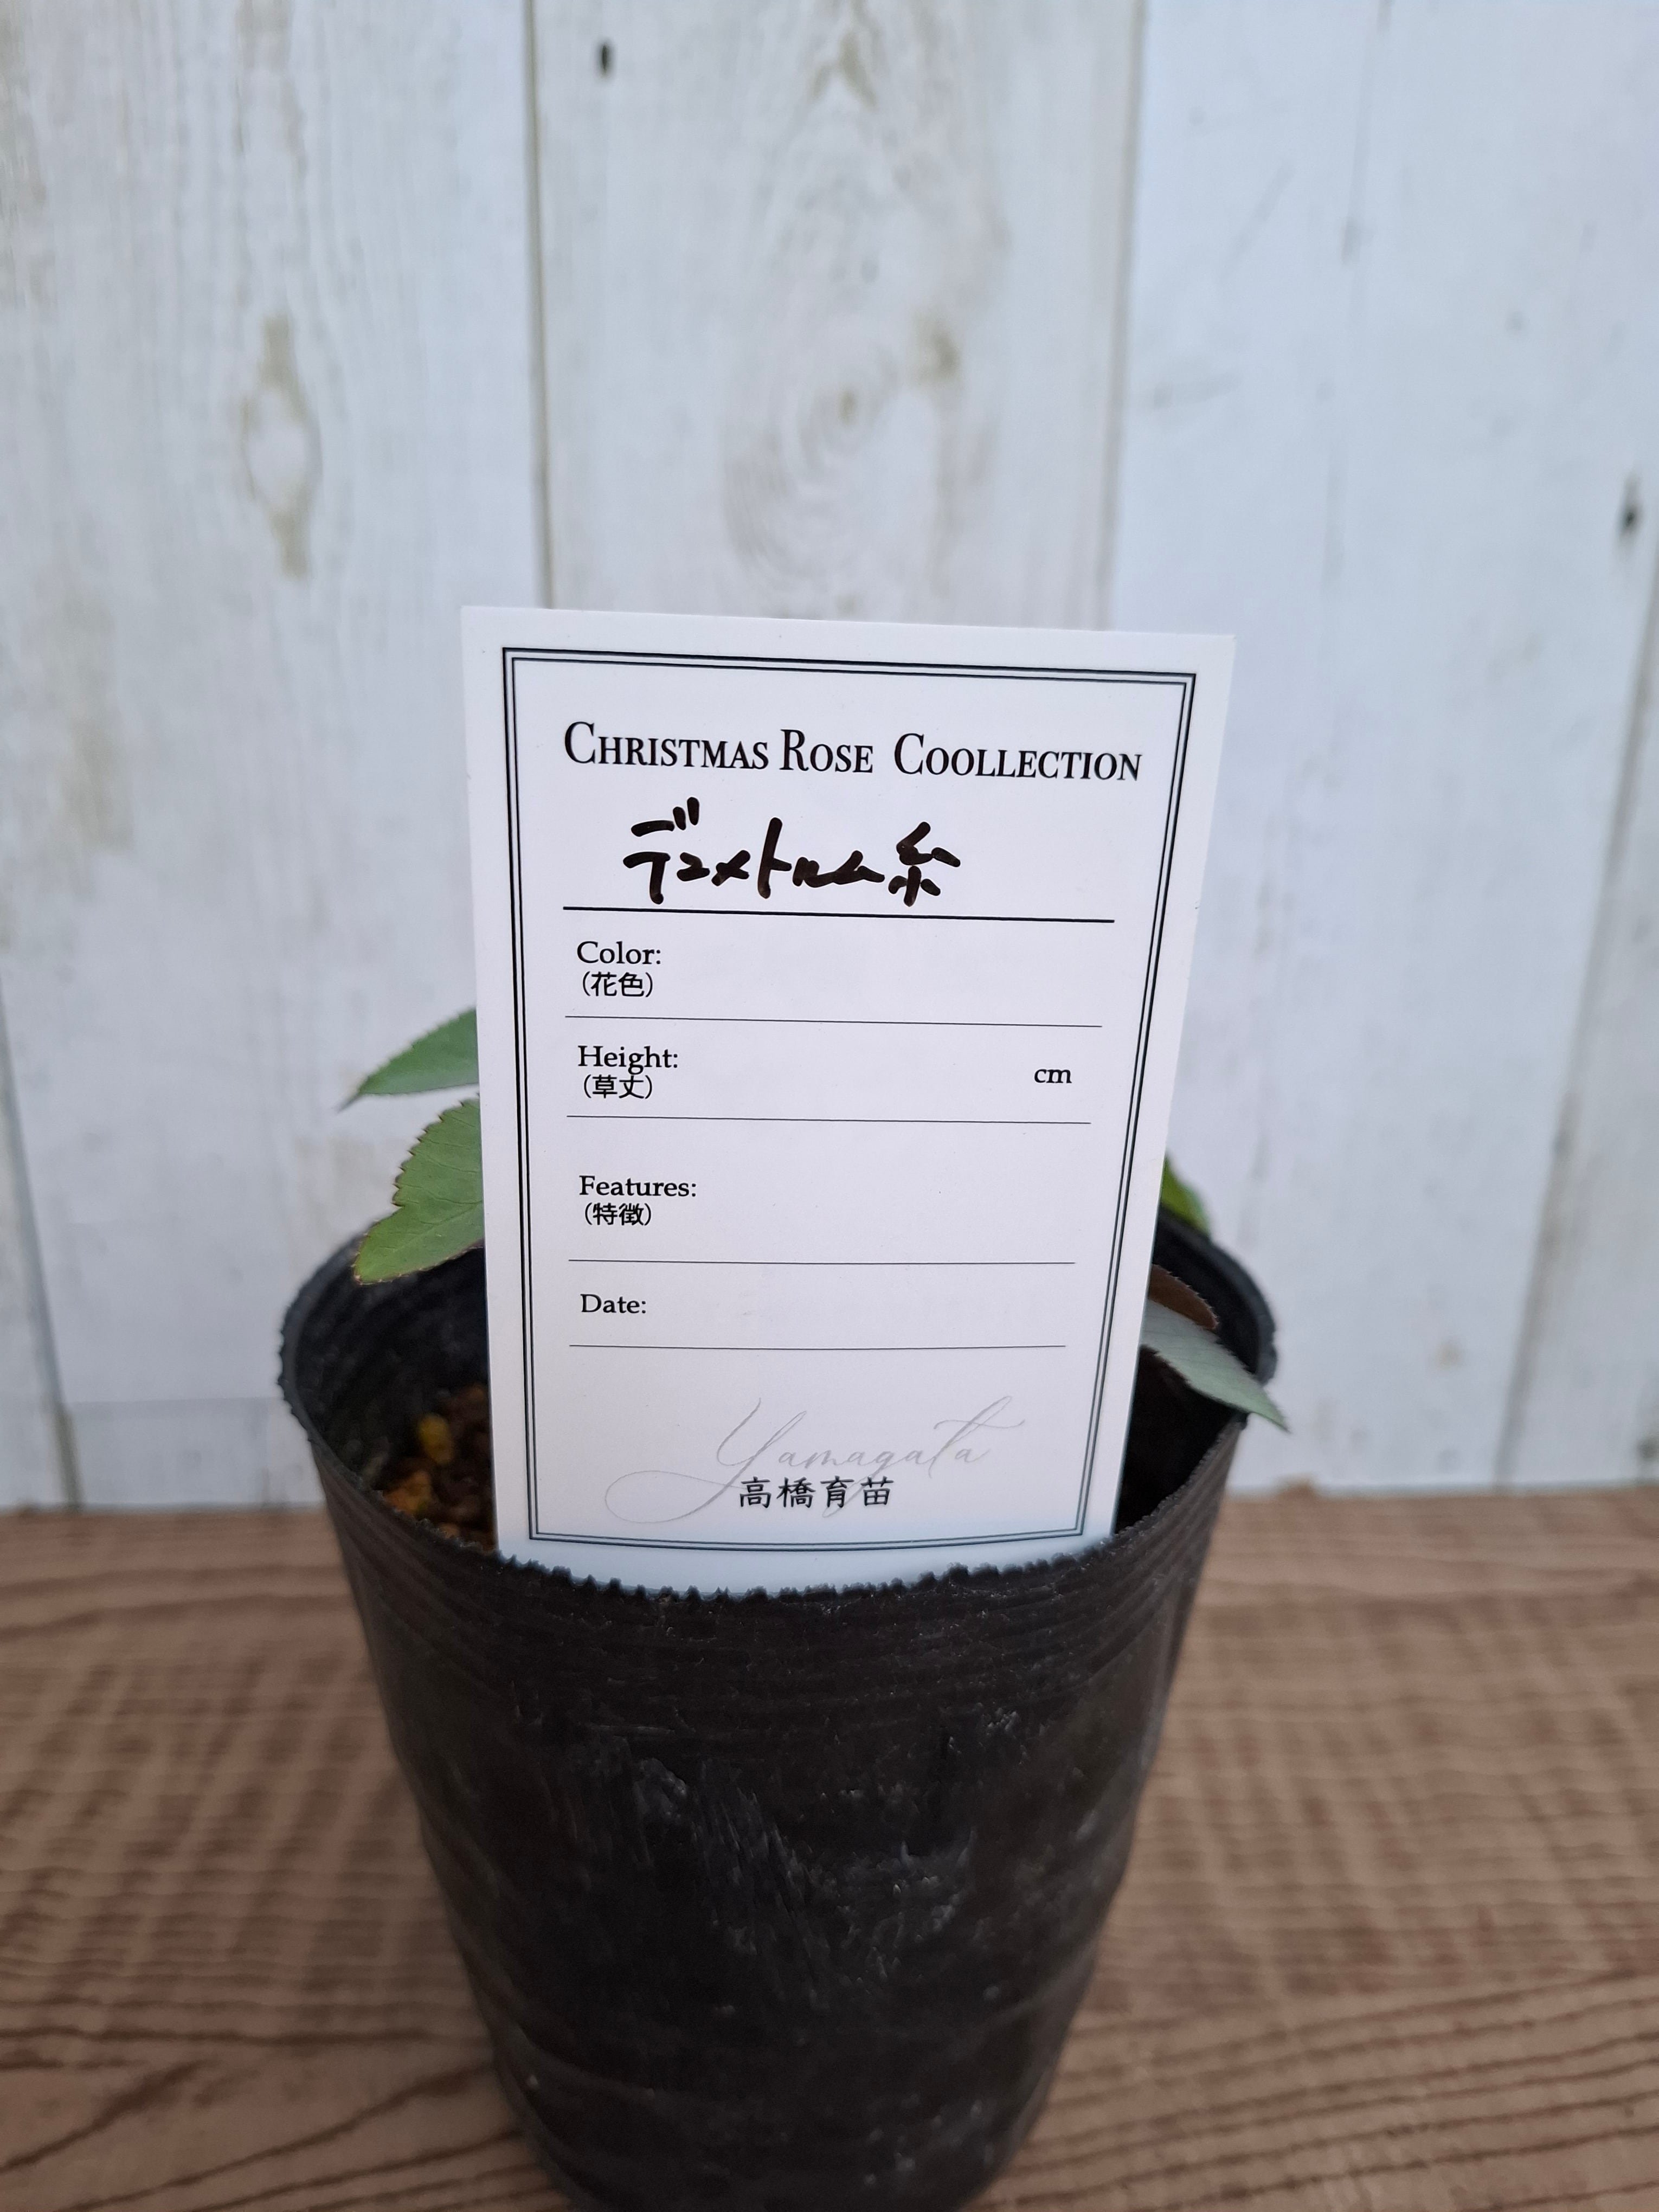 CHRISTMAS ROSE COOLLECTION
デュメトルム系
Color:
(花色)
Height:
cm
(草丈)
Features:
(特徴)
Date:
Yamagata
高橋育苗